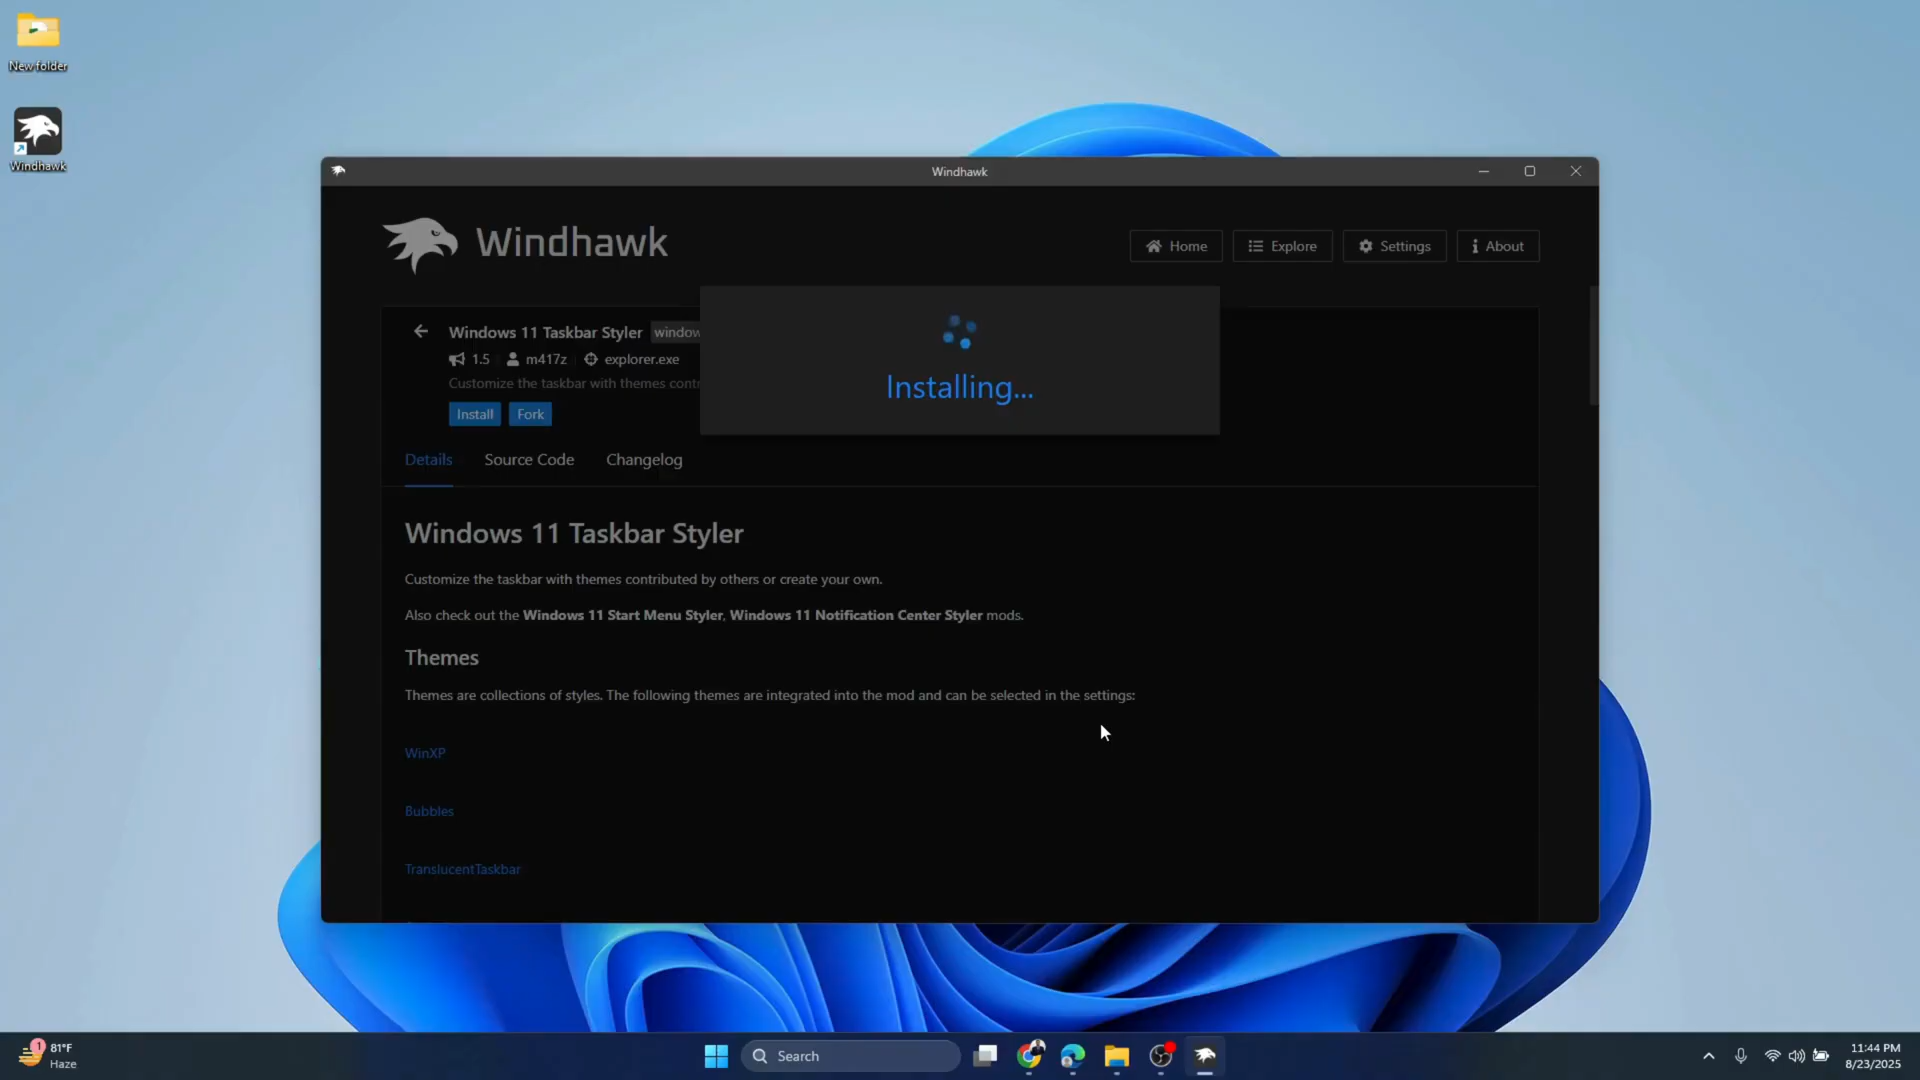 New folder
Windhawk
Windhawk
Windhawk
Home
Explore
Settings
About
Windows 11 Taskbar Styler
window
1.5
m417z
explorer.exe
Customize the taskbar with themes contr
Install
Fork
Installing...
Details
Source Code
Changelog
Windows 11 Taskbar Styler
Customize the taskbar with themes contributed by others or create your own.
Also check out the Windows 11 Start Menu Styler, Windows 11 Notification Center Styler mods.
Themes
Themes are collections of styles. The following themes are integrated into the mod and can be selected in the settings:
WinXP
Bubbles
TranslucentTaskbar
1
81°F
Haze
Search
11:44 PM
8/23/2025